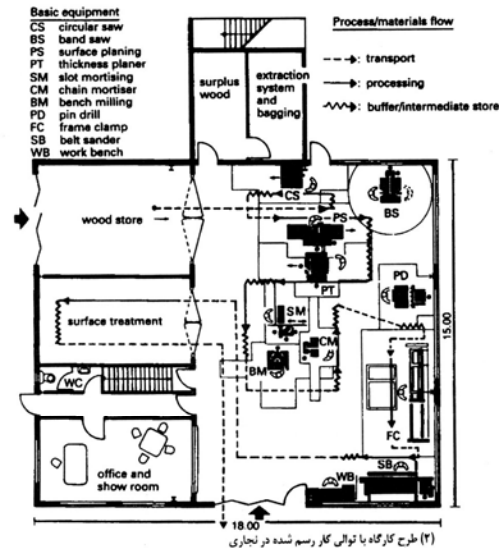 Basic equipment
CS circular saw
BS band saw
PS surface planing
PT thickness planer
SM slot mortising
CM chain mortiser
BM bench milling
PD pin drill
FC frame clamp
SB belt sander
WB work bench
Process/materials flow
: transport
: processing
: buffer/intermediate store
surplus
wood
extraction
system
and
bagging
CS
BS
wood store
PS
PT
PD
SM
surface treatment
CM
15.00
BM
WC
FC
SB
office and
show room
WB
18.00
(۲) طرح کارگاه با توالی کار رسم شده در نجاری